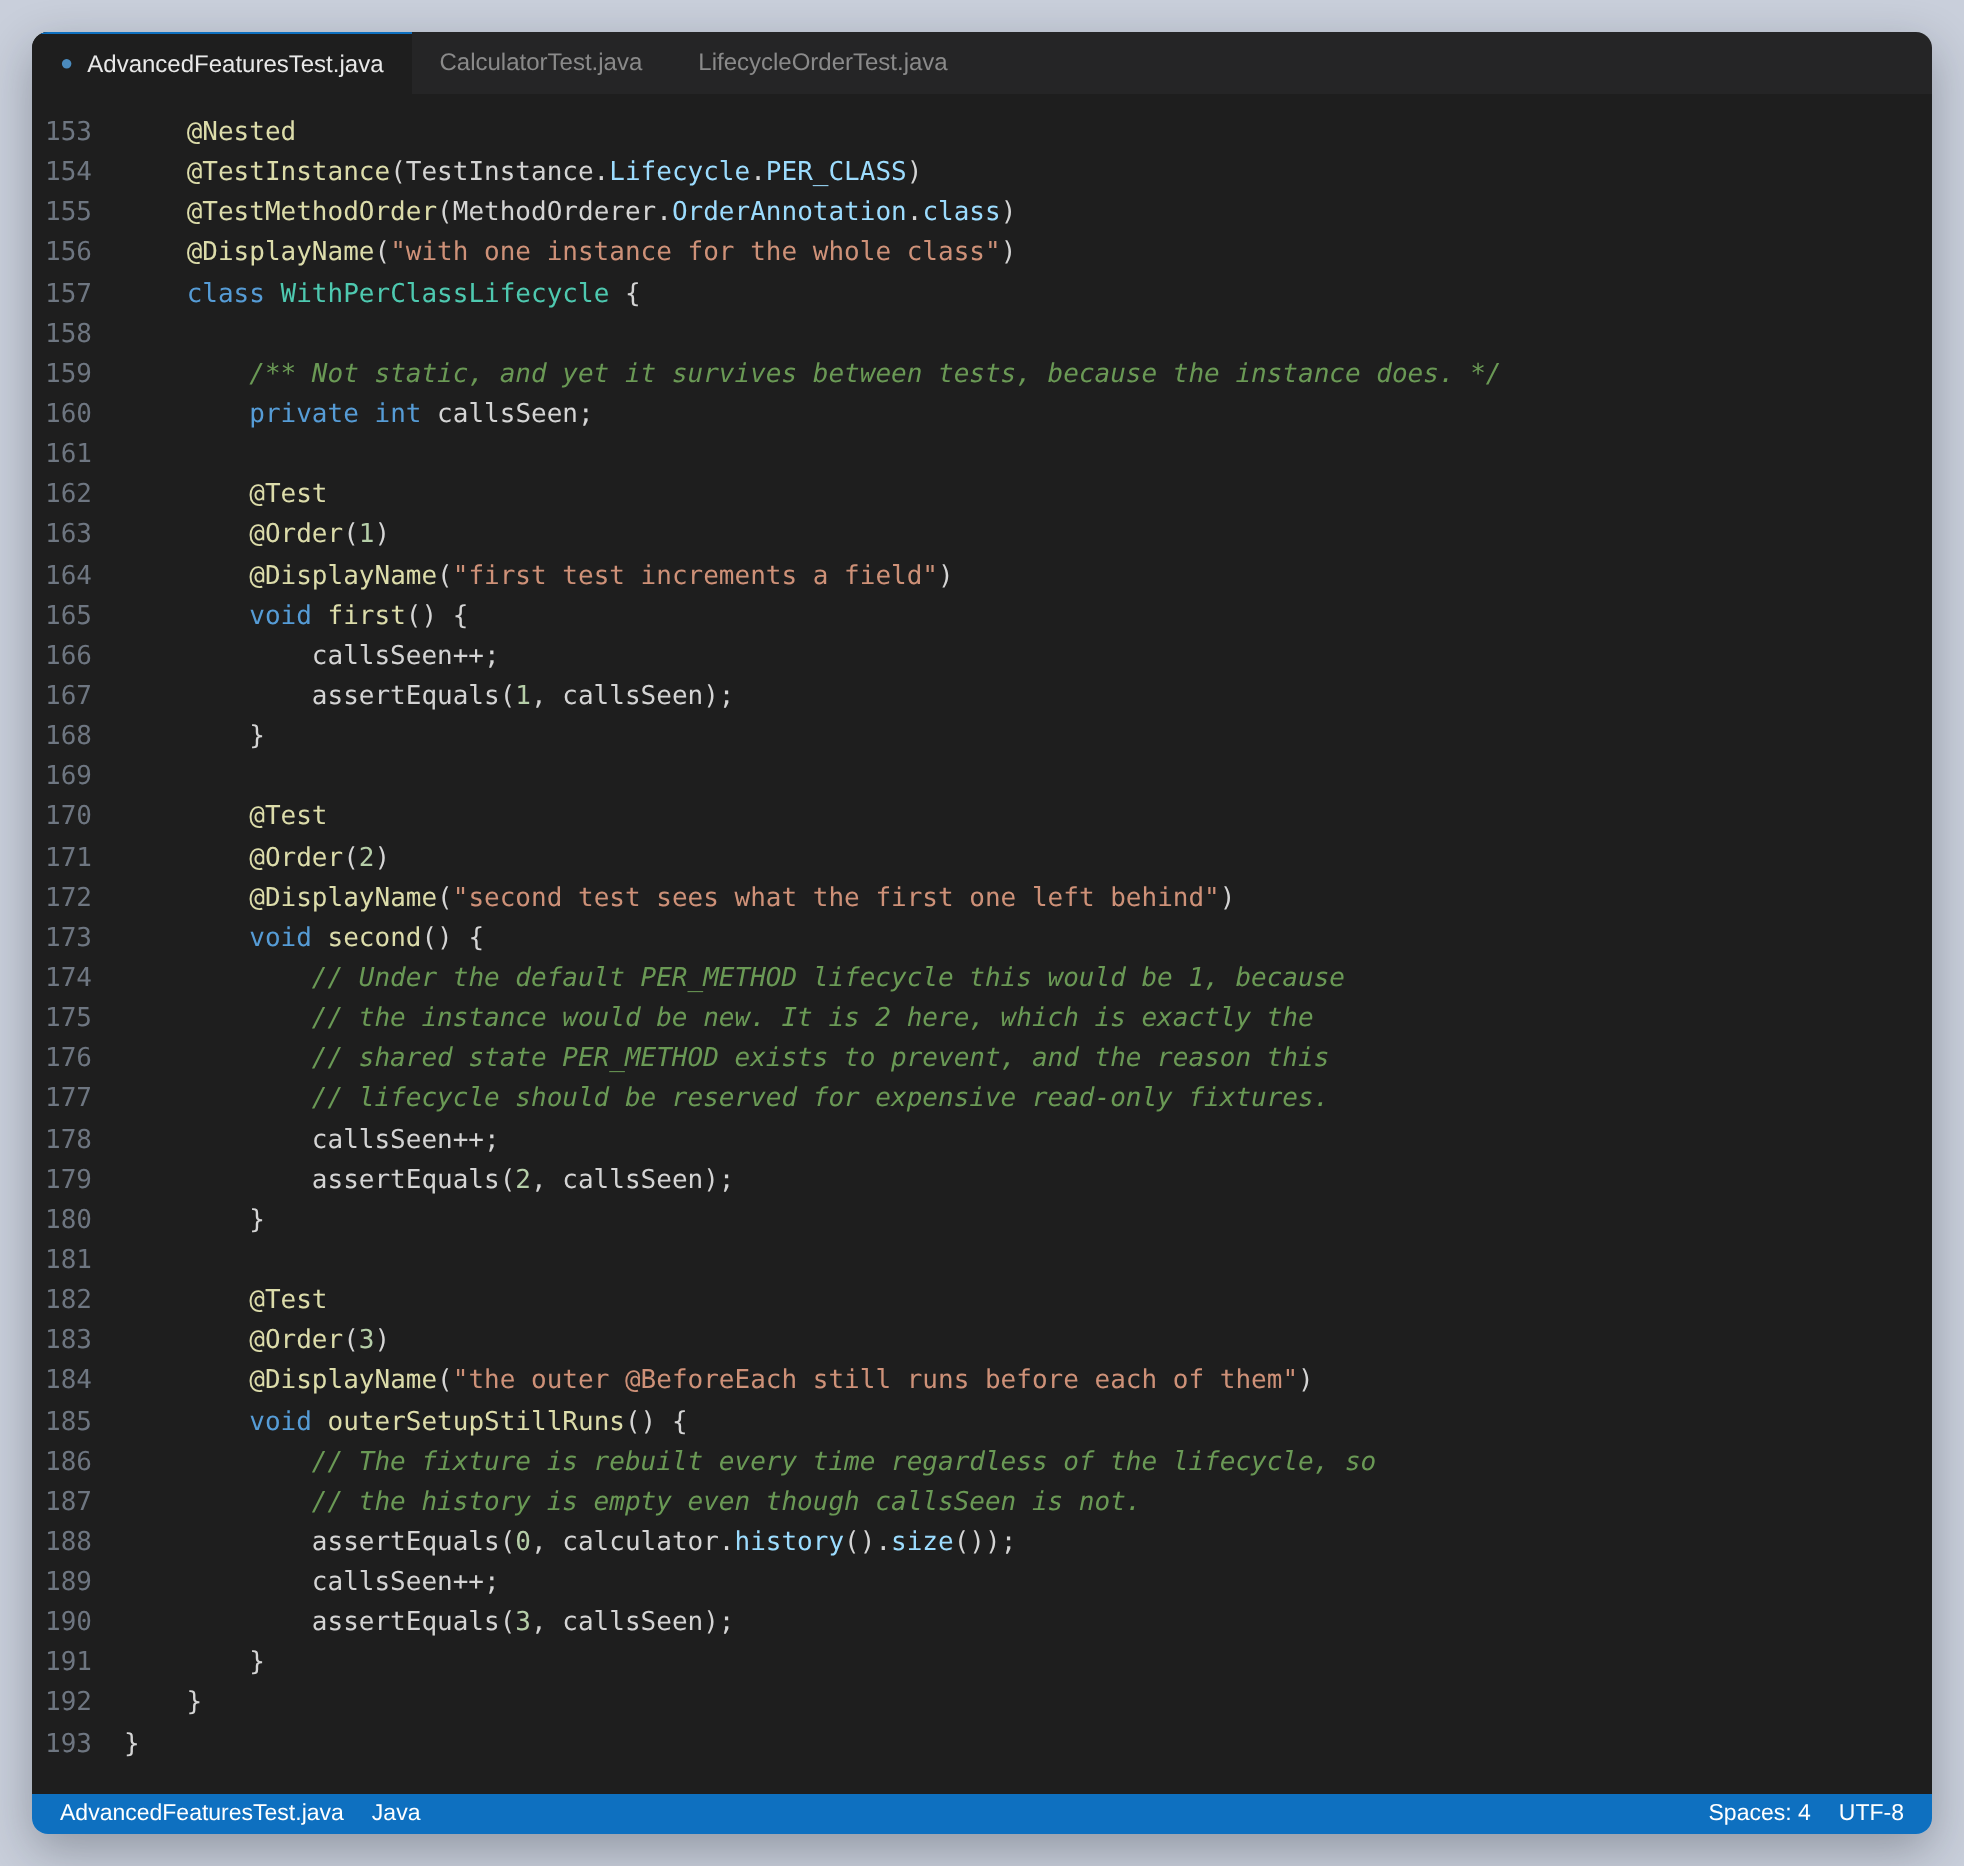 AdvancedFeaturesTest.java CalculatorTest.java LifecycleOrderTest.java
153     @Nested
154     @TestInstance(TestInstance.Lifecycle.PER_CLASS)
155     @TestMethodOrder(MethodOrderer.OrderAnnotation.class)
156     @DisplayName("with one instance for the whole class")
157     class WithPerClassLifecycle {
158
159         /** Not static, and yet it survives between tests, because the instance does. */
160         private int callsSeen;
161
162         @Test
163         @Order(1)
164         @DisplayName("first test increments a field")
165         void first() {
166             callsSeen++;
167             assertEquals(1, callsSeen);
168         }
169
170         @Test
171         @Order(2)
172         @DisplayName("second test sees what the first one left behind")
173         void second() {
174             // Under the default PER_METHOD lifecycle this would be 1, because
175             // the instance would be new. It is 2 here, which is exactly the
176             // shared state PER_METHOD exists to prevent, and the reason this
177             // lifecycle should be reserved for expensive read-only fixtures.
178             callsSeen++;
179             assertEquals(2, callsSeen);
180         }
181
182         @Test
183         @Order(3)
184         @DisplayName("the outer @BeforeEach still runs before each of them")
185         void outerSetupStillRuns() {
186             // The fixture is rebuilt every time regardless of the lifecycle, so
187             // the history is empty even though callsSeen is not.
188             assertEquals(0, calculator.history().size());
189             callsSeen++;
190             assertEquals(3, callsSeen);
191         }
192     }
193 }
AdvancedFeaturesTest.java Java Spaces: 4 UTF-8